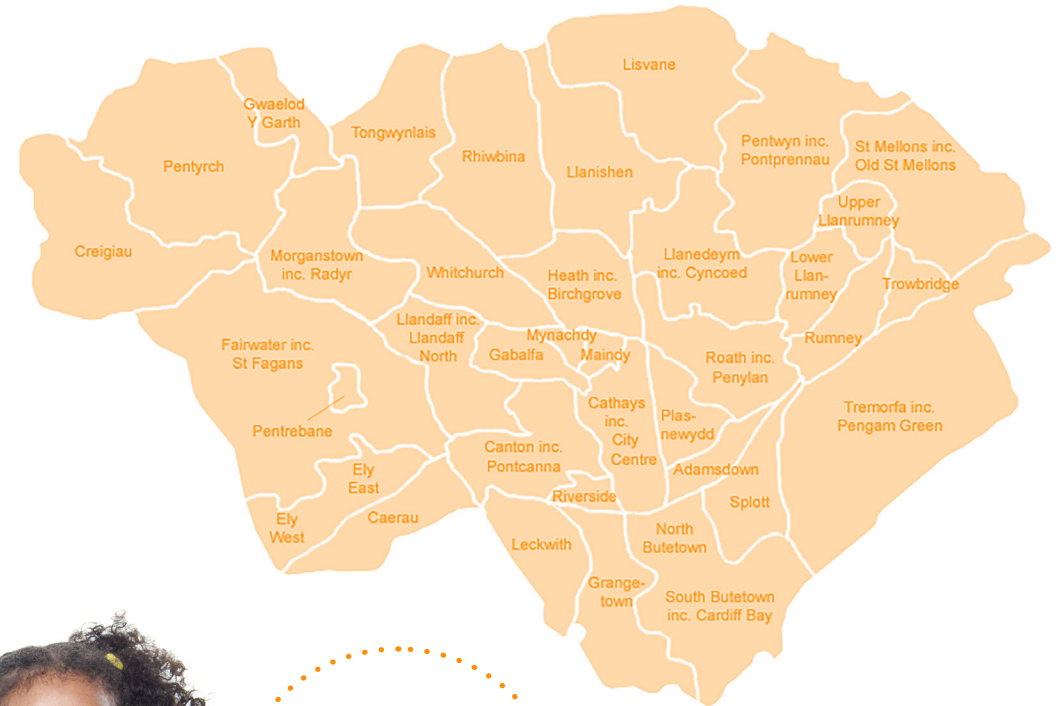 Lisvane
Gwaelod
Y Garth
Tongwynlais
Pentyrch
Rhiwbina
Llanishen
Pentwyn inc.
Pontprennau
St Mellons inc.
Old St Mellons
Upper
Llanrumney
Creigiau
Morganstown
inc. Radyr
Whitchurch
Heath inc.
Birchgrove
Llanedeyrn
inc. Cyncoed
Lower
Llan-
rumney
Trowbridge
Fairwater inc.
St Fagans
Llandaff inc.
Llandaff
North
Mynachdy
Gabalfa
Maindy
Rumney
Roath inc.
Penylan
Pentrebane
Cathays
inc.
City
Centre
Plas-
newydd
Tremorfa inc.
Pengam Green
Canton inc.
Pontcanna
Adamsdown
Ely
East
Riverside
Splott
Ely
West
Caerau
Leckwith
North
Butetown
Grange-
town
South Butetown
inc. Cardiff Bay